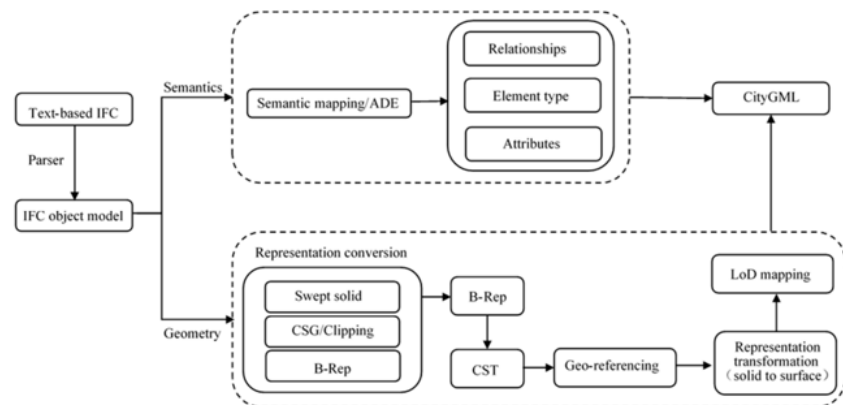 Relationships
Semantics
Semantic mapping/ADE
Element type
CityGML
Text-based IFC
Attributes
Parser
IFC object model
Representation conversion
LoD mapping
Swept solid
B-Rep
Geometry
CSG/Clipping
B-Rep
CST
Geo-referencing
Representation
transformation
(solid to surface)